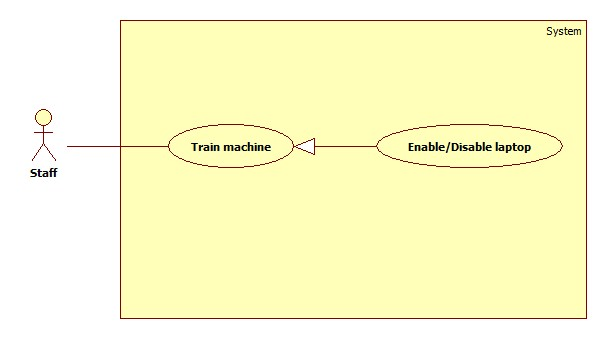 System
Train machine
Enable/Disable laptop
Staff